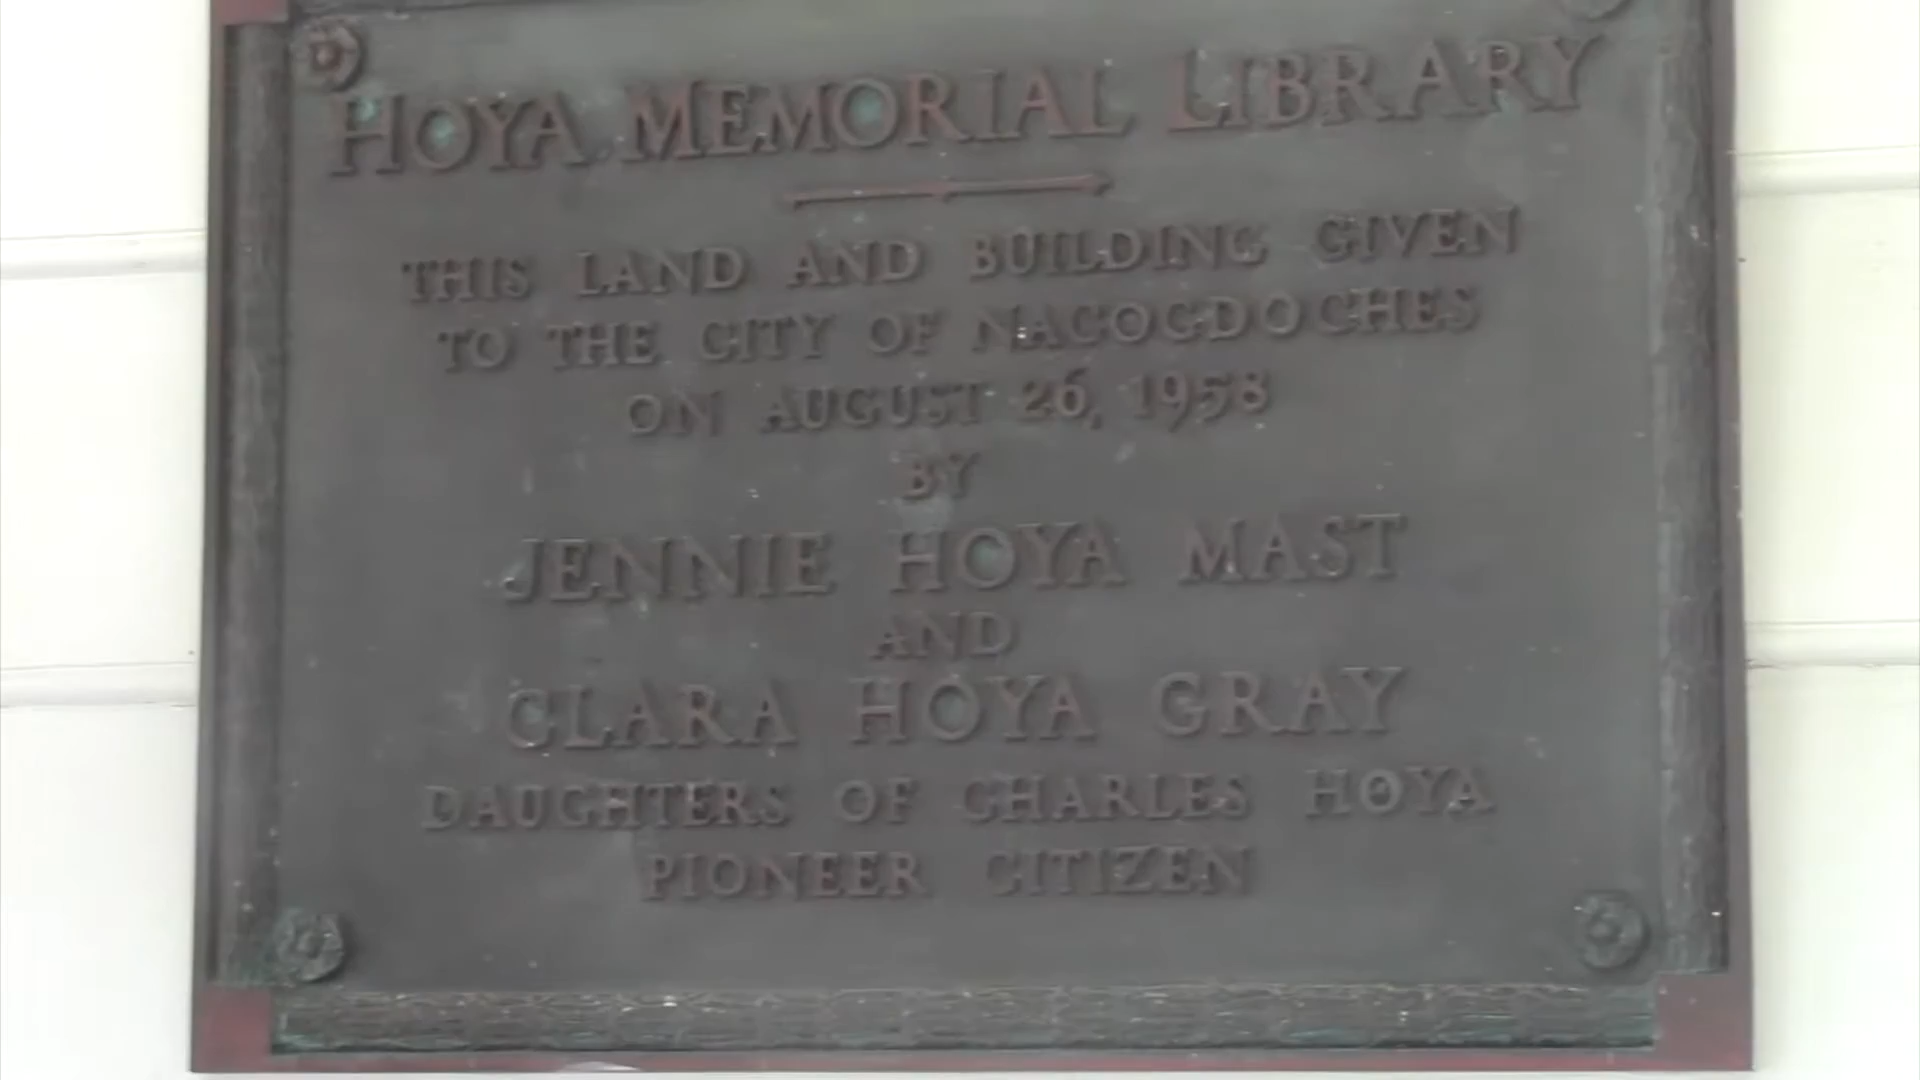 HOYA MEMORIAL LIBRARY
THIS LAND AND BUILDING GIVEN
TO THE CITY OF NACOGDOCHES
ON AUGUST 26, 1958
BY
JENNIE HOYA MAST
AND
CLARA HOYA GRAY
DAUGHTERS OF CHARLES HOYA
PIONEER CITIZEN